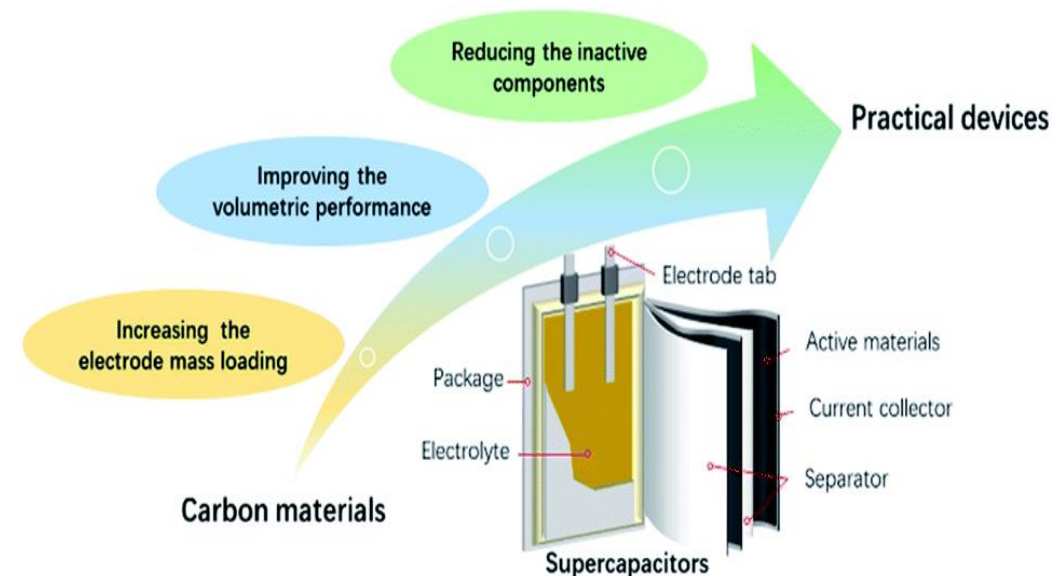 Reducing the inactive
components
Practical devices
Improving the
volumetric performance
Electrode tab
Increasing the
electrode mass loading
Active materials
Package
Current collector
Electrolyte
Separator
Carbon materials
Supercapacitors